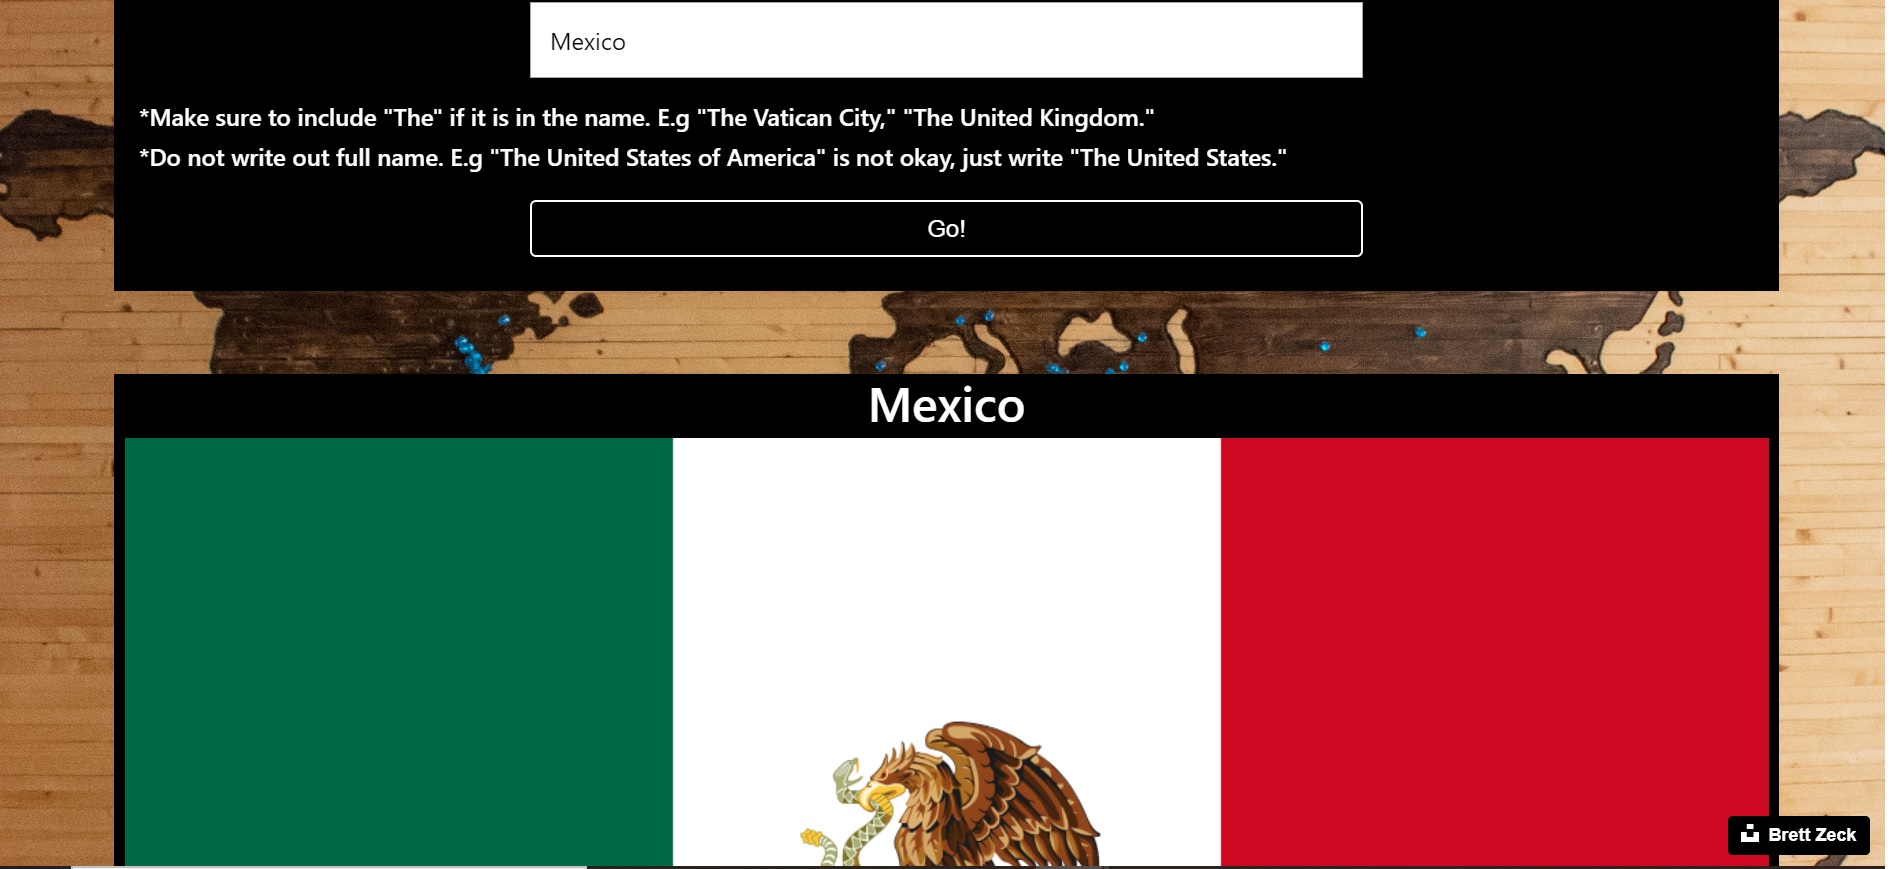 Mexico
*Make sure to include "The" if it is in the name. E.g "The Vatican City," "The United Kingdom."
*Do not write out full name. E.g "The United States of America" is not okay, just write "The United States."
Go!
Mexico
Brett Zeck